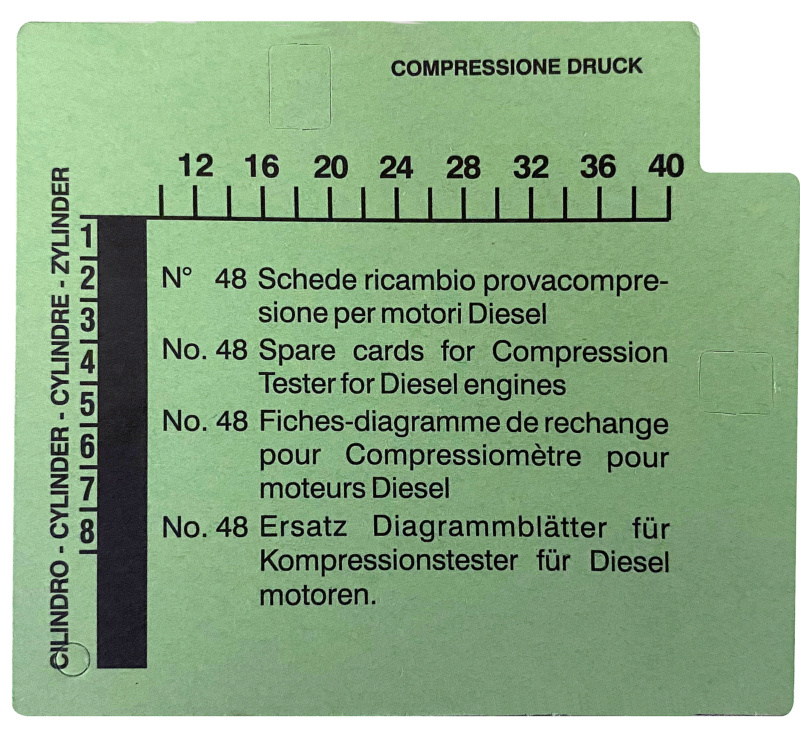 COMPRESSIONE DRUCK
12 16 20 24 28 32 36 40
CILINDRO - CYLINDER - CYLINDRE - ZYLINDER
1
2
3
4
5
6
7
8
N° 48 Schede ricambio provacompre-
sione per motori Diesel
No. 48 Spare cards for Compression
Tester for Diesel engines
No. 48 Fiches-diagramme de rechange
pour Compressiomètre pour
moteurs Diesel
No. 48 Ersatz Diagrammblätter für
Kompressionstester für Diesel
motoren.